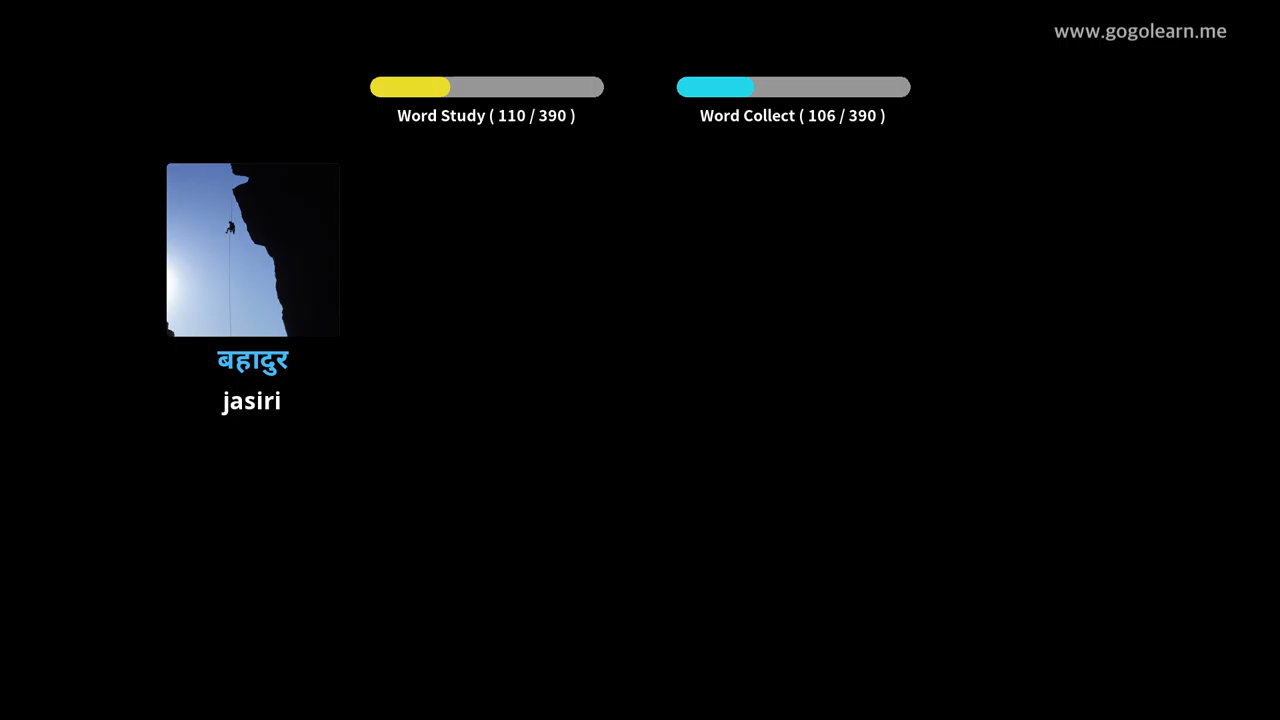 www.gogolearn.me
Word Study ( 110 / 390 )
Word Collect ( 106 / 390 )
बहादुर
jasiri